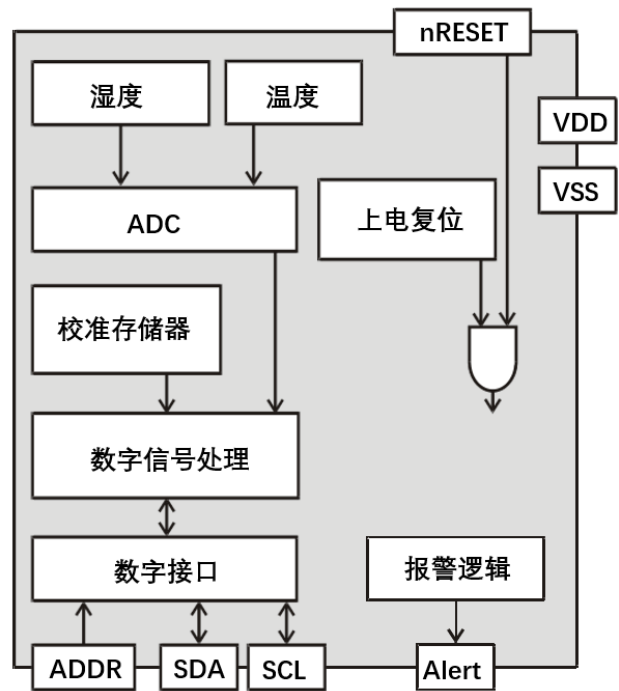 nRESET
湿度
温度
VDD
VSS
ADC
上电复位
校准存储器
数字信号处理
数字接口
报警逻辑
ADDR
SDA
SCL
Alert